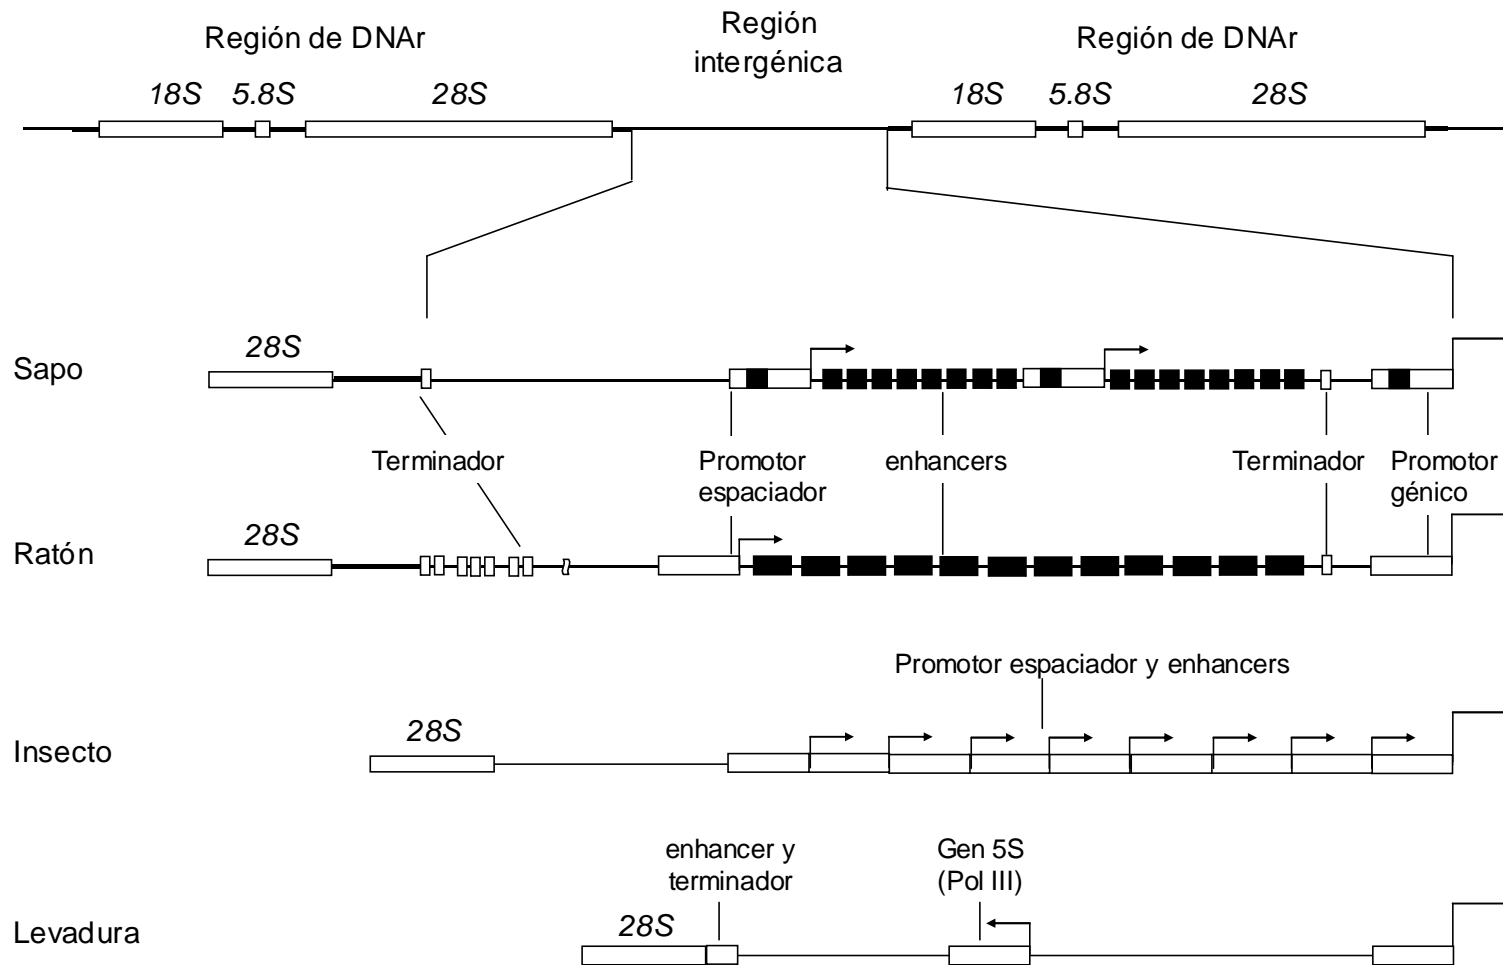 Región de DNAr
Región
intergénica
Región de DNAr
18S 5.8S 28S
18S 5.8S 28S
Sapo
28S
Terminador
Promotor
espaciador
enhancers
Terminador
Promotor
génico
Ratón
28S
Promotor espaciador y enhancers
Insecto
28S
enhancer y
terminador
Gen 5S
(Pol III)
Levadura
28S